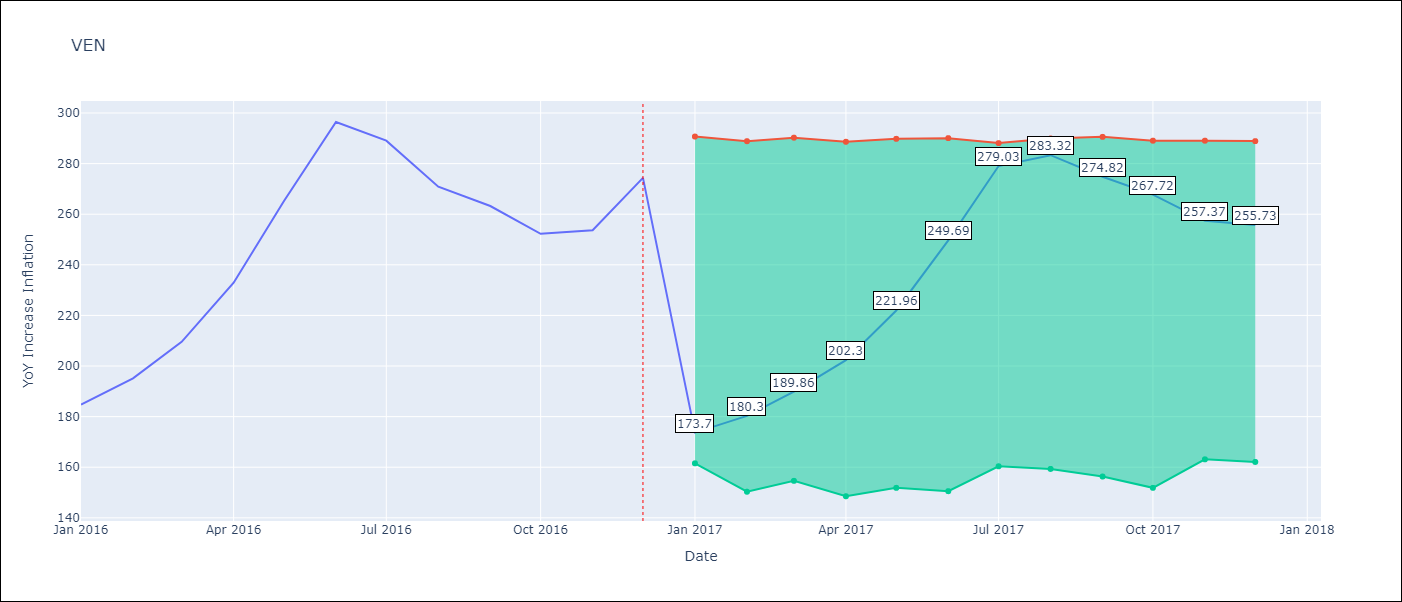 VEN
YoY Increase Inflation
300
280
260
240
220
200
180
160
140
173.7
180.3
189.86
202.3
221.96
249.69
279.03
283.32
274.82
267.72
257.37
255.73
Jan 2016
Apr 2016
Jul 2016
Oct 2016
Jan 2017
Apr 2017
Jul 2017
Oct 2017
Jan 2018
Date